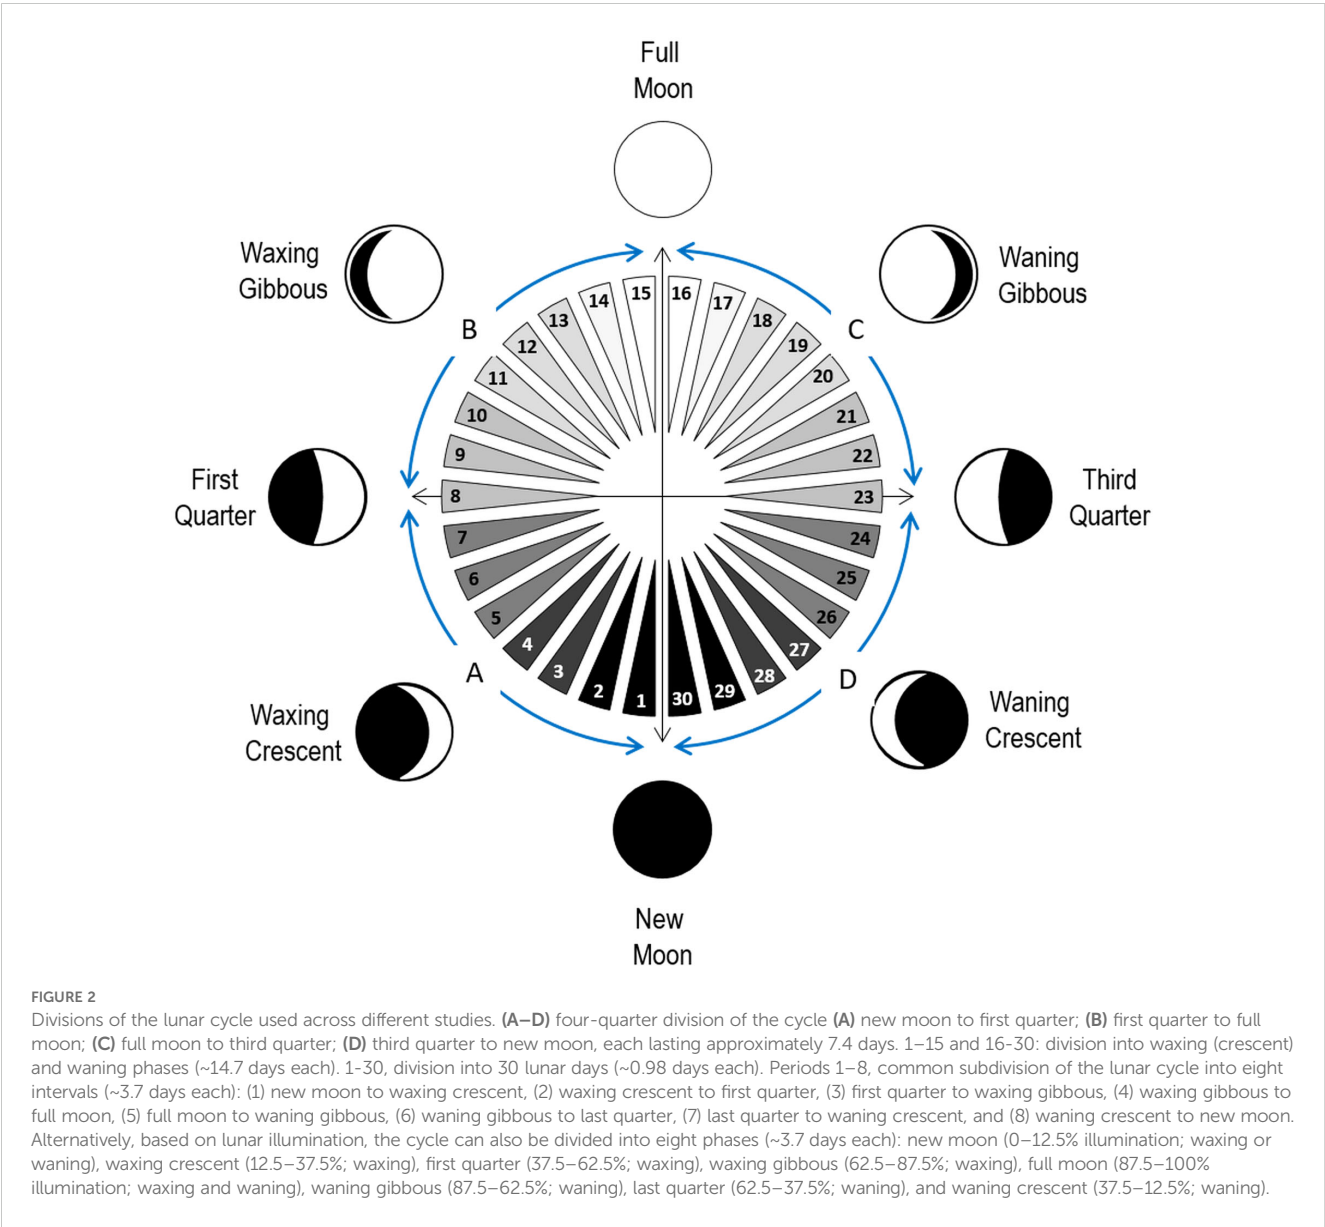 Full
Moon
Waxing
Gibbous
Waning
Gibbous
B
C
15
16
14
17
13
18
12
19
11
20
10
21
9
22
First
Quarter
8
23
Third
Quarter
7
24
6
25
5
26
4
27
3
28
2
29
1
30
A
D
Waxing
Crescent
Waning
Crescent
New
Moon
FIGURE 2
Divisions of the lunar cycle used across different studies. (A–D) four-quarter division of the cycle (A) new moon to first quarter; (B) first quarter to full
moon; (C) full moon to third quarter; (D) third quarter to new moon, each lasting approximately 7.4 days. 1–15 and 16-30: division into waxing (crescent)
and waning phases (~14.7 days each). 1-30, division into 30 lunar days (~0.98 days each). Periods 1–8, common subdivision of the lunar cycle into eight
intervals (~3.7 days each): (1) new moon to waxing crescent, (2) waxing crescent to first quarter, (3) first quarter to waxing gibbous, (4) waxing gibbous to
full moon, (5) full moon to waning gibbous, (6) waning gibbous to last quarter, (7) last quarter to waning crescent, and (8) waning crescent to new moon.
Alternatively, based on lunar illumination, the cycle can also be divided into eight phases (~3.7 days each): new moon (0–12.5% illumination; waxing or
waning), waxing crescent (12.5–37.5%; waxing), first quarter (37.5–62.5%; waxing), waxing gibbous (62.5–87.5%; waxing), full moon (87.5–100%
illumination; waxing and waning), waning gibbous (87.5–62.5%; waning), last quarter (62.5–37.5%; waning), and waning crescent (37.5–12.5%; waning).